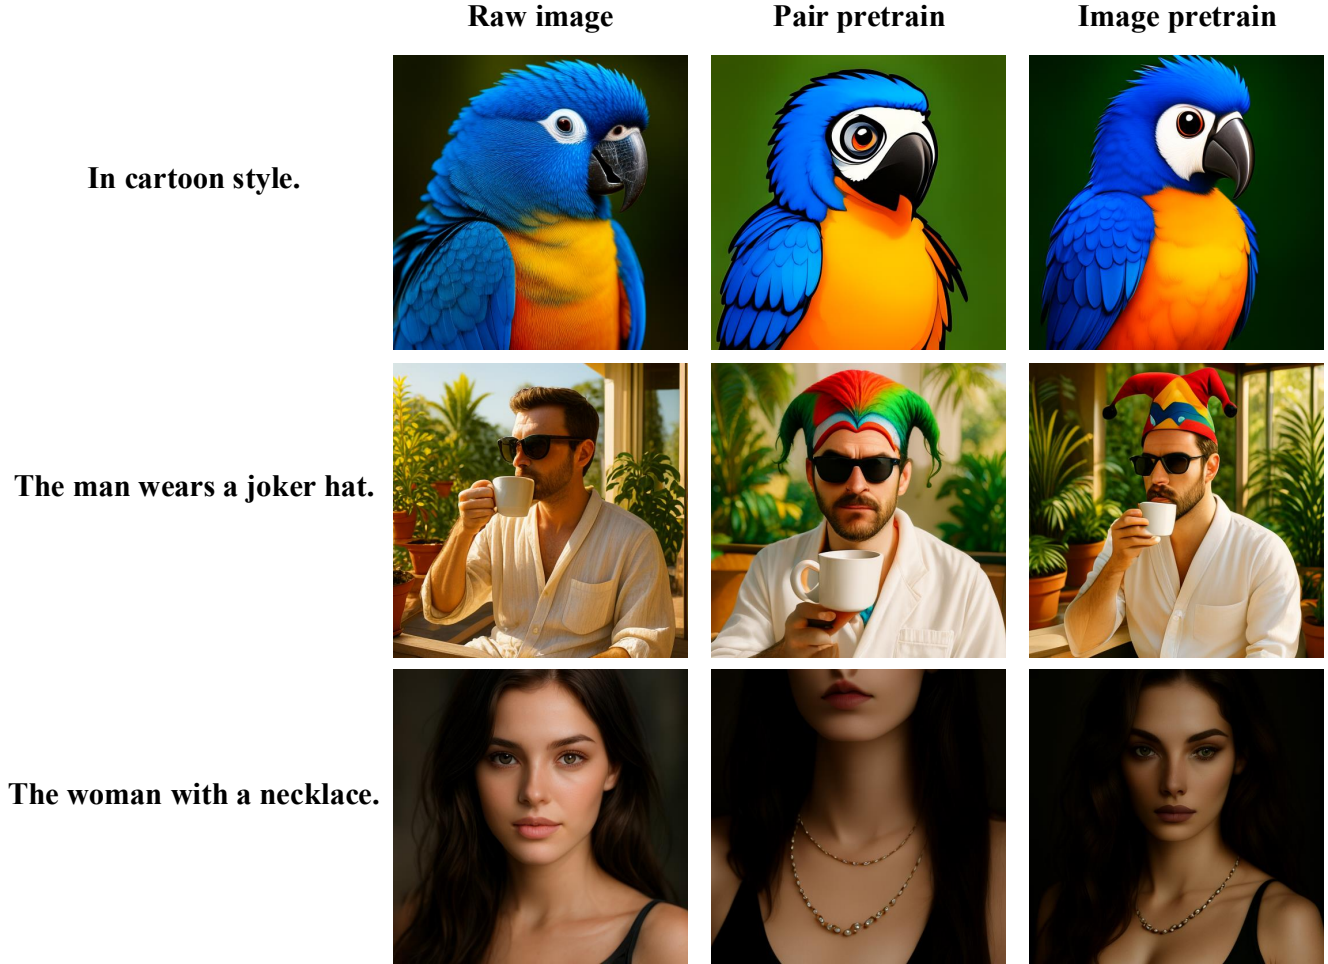 Raw image
Pair pretrain
Image pretrain
In cartoon style.
The man wears a joker hat.
The woman with a necklace.